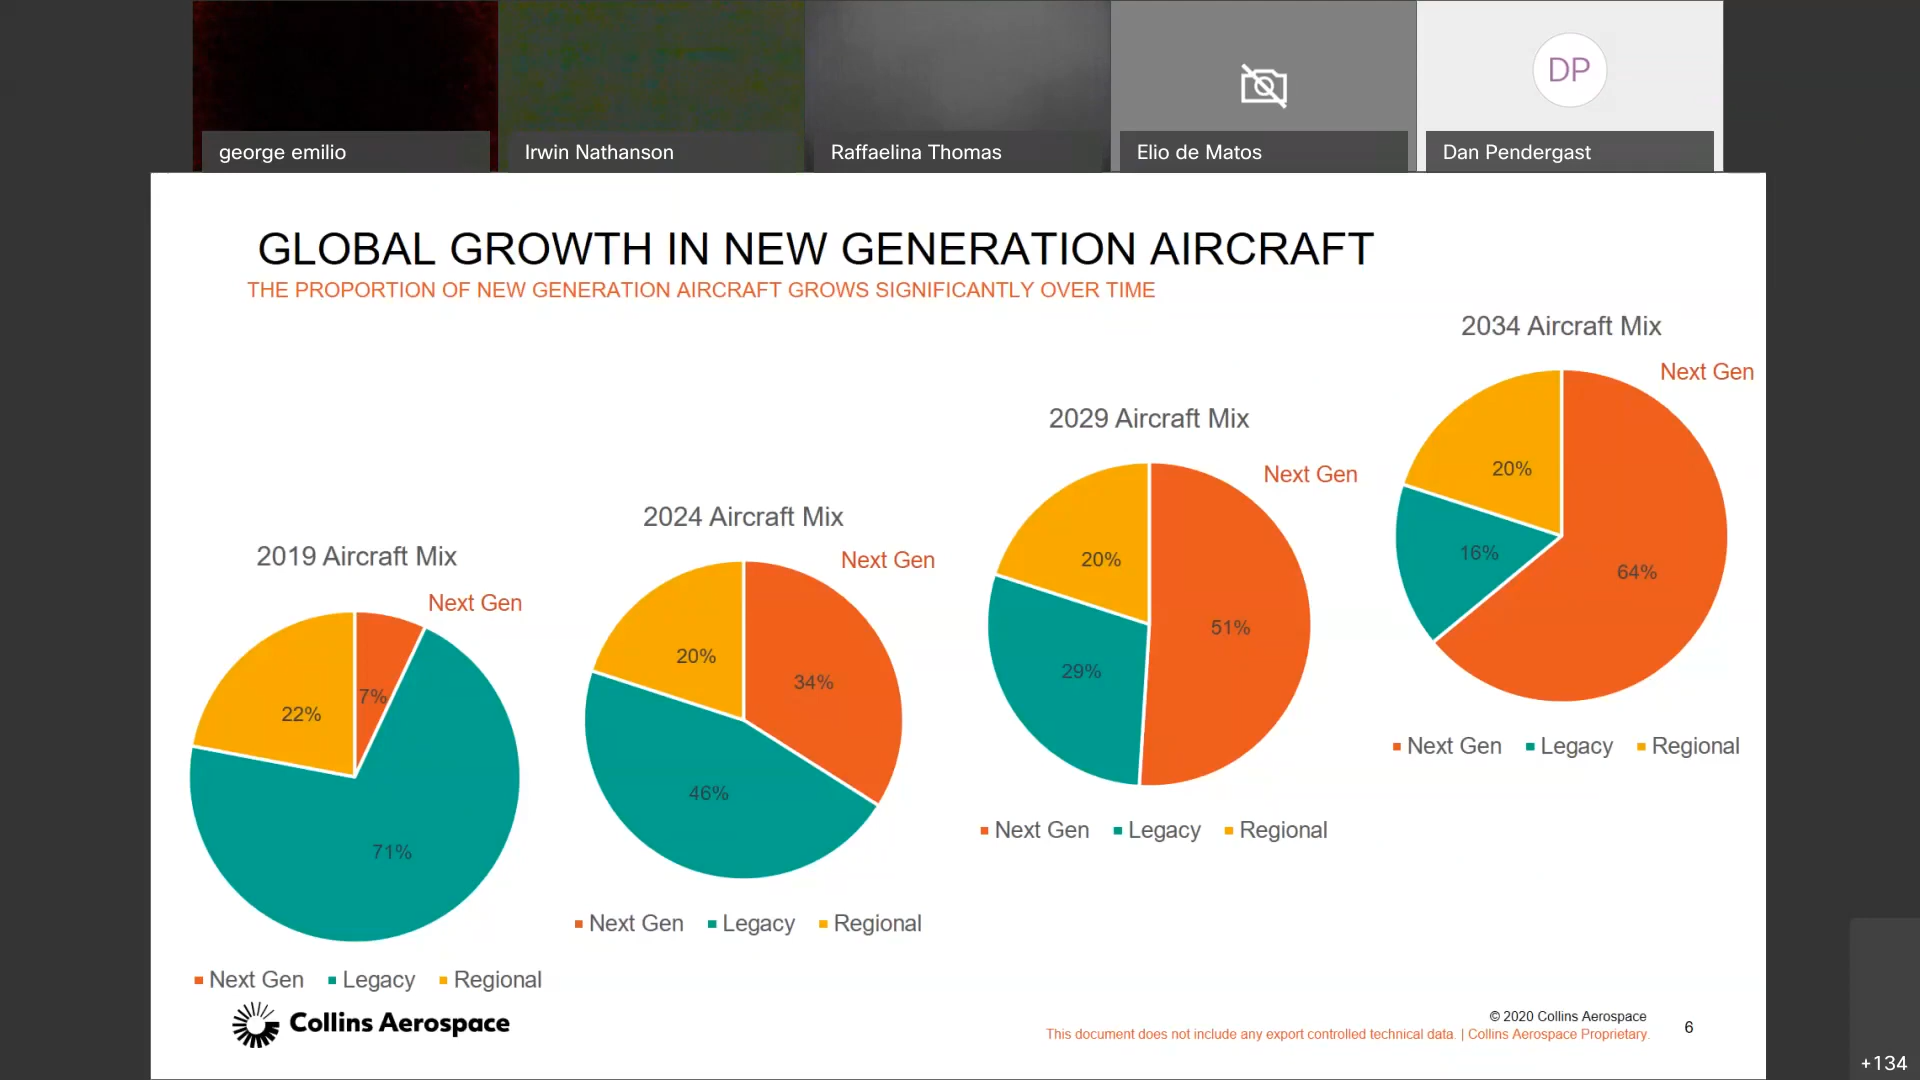 DP
george emilio
Irwin Nathanson
Raffaelina Thomas
Elio de Matos
Dan Pendergast
GLOBAL GROWTH IN NEW GENERATION AIRCRAFT
THE PROPORTION OF NEW GENERATION AIRCRAFT GROWS SIGNIFICANTLY OVER TIME
2019 Aircraft Mix
Next Gen
7%
22%
71%
Next Gen Legacy Regional
2024 Aircraft Mix
Next Gen
20%
34%
46%
Next Gen Legacy Regional
2029 Aircraft Mix
Next Gen
20%
51%
29%
Next Gen Legacy Regional
2034 Aircraft Mix
Next Gen
20%
16%
64%
Next Gen Legacy Regional
Collins Aerospace
© 2020 Collins Aerospace
This document does not include any export controlled technical data. | Collins Aerospace Proprietary.
6
+134